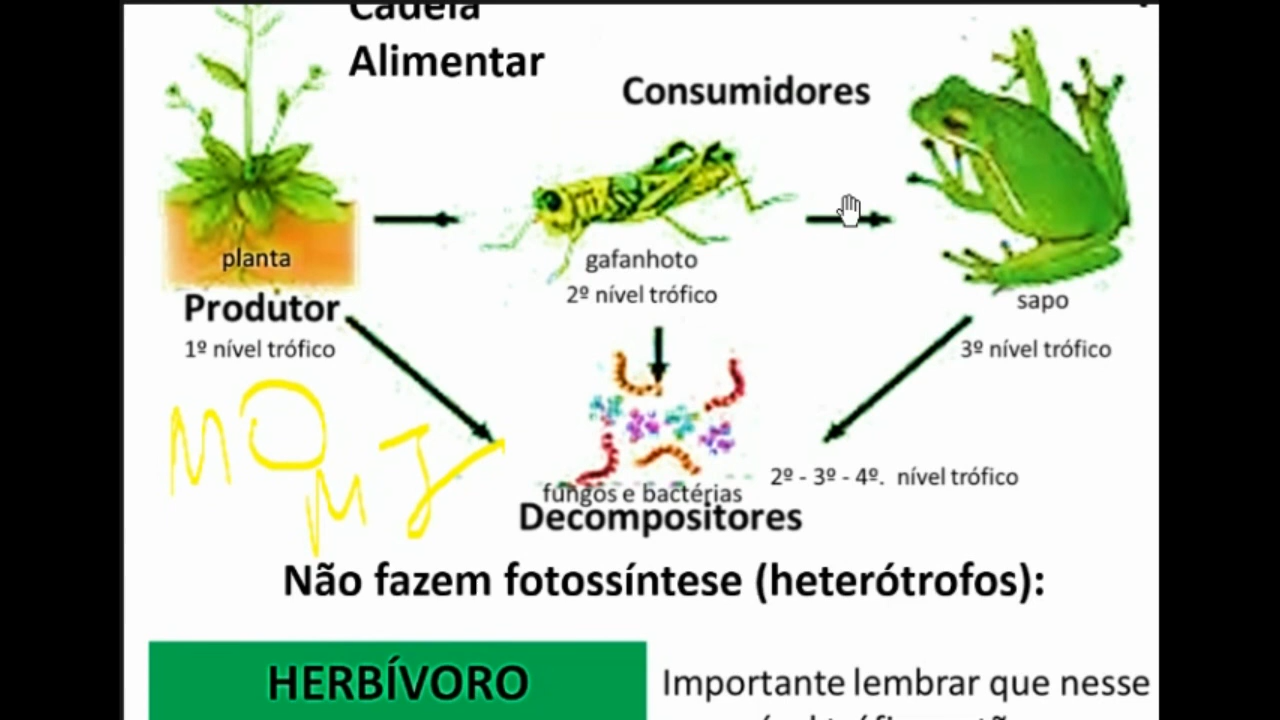 Cadeia
Alimentar
Consumidores
planta
gafanhoto
sapo
Produtor
2º nível trófico
1º nível trófico
3º nível trófico
2º - 3º - 4º. nível trófico
fungos e bactérias
Decompositores
Não fazem fotossíntese (heterótrofos):
HERBÍVORO
Importante lembrar que nesse